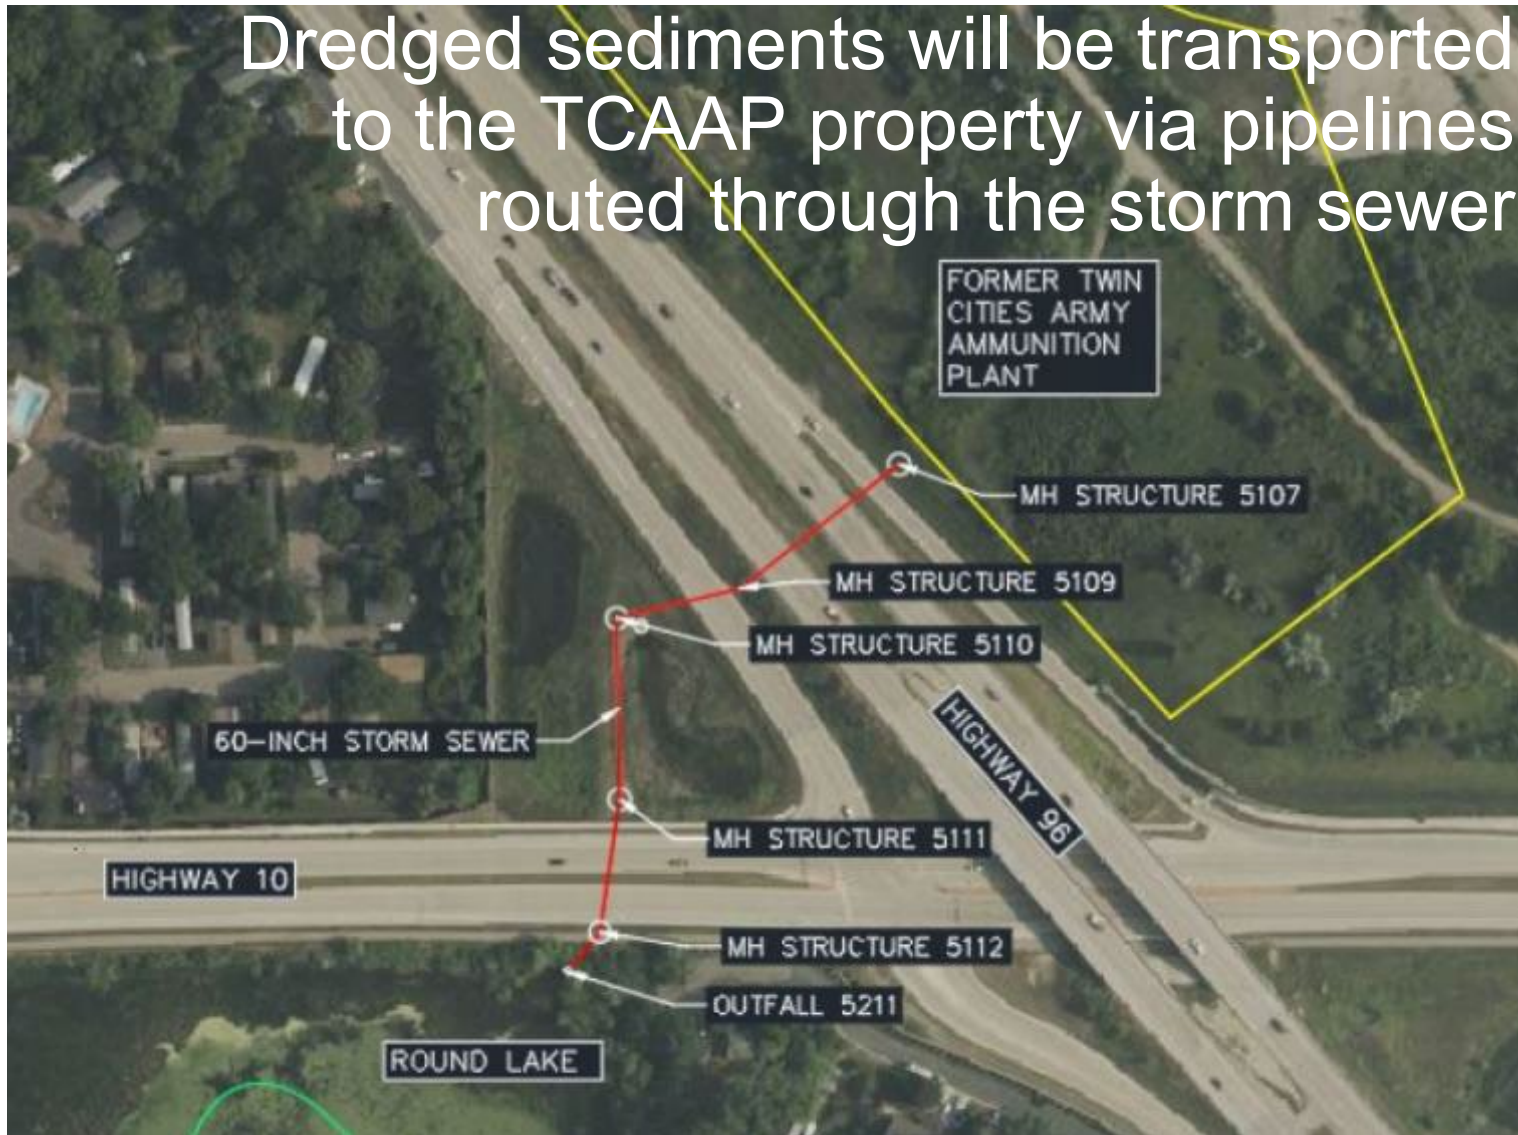 Dredged sediments will be transported
to the TCAAP property via pipelines
routed through the storm sewer
FORMER TWIN
CITIES ARMY
AMMUNITION
PLANT
MH STRUCTURE 5107
MH STRUCTURE 5109
MH STRUCTURE 5110
60-INCH STORM SEWER
HIGHWAY 96
MH STRUCTURE 5111
HIGHWAY 10
MH STRUCTURE 5112
OUTFALL 5211
ROUND LAKE